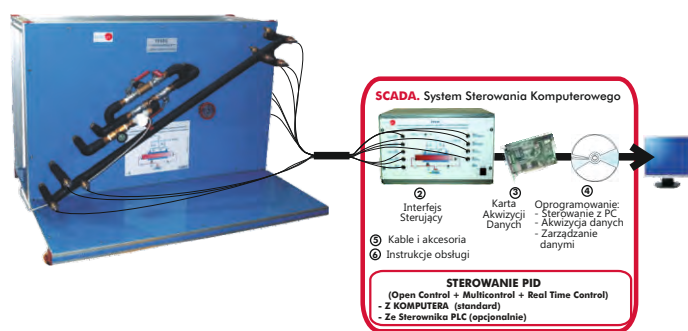 SCADA. System Sterowania Komputerowego
②
Interfejs
Sterujący
③
Karta
Akwizycji
Danych
④
Oprogramowanie:
- Sterowanie z PC
- Akwizycja danych
- Zarządzanie
danymi
⑤ Kable i akcesoria
⑥ Instrukcje obsługi
STEROWANIE PID
(Open Control + Multicontrol + Real Time Control)
- Z KOMPUTERA (standard)
- Ze Sterownika PLC (opcjonalnie)